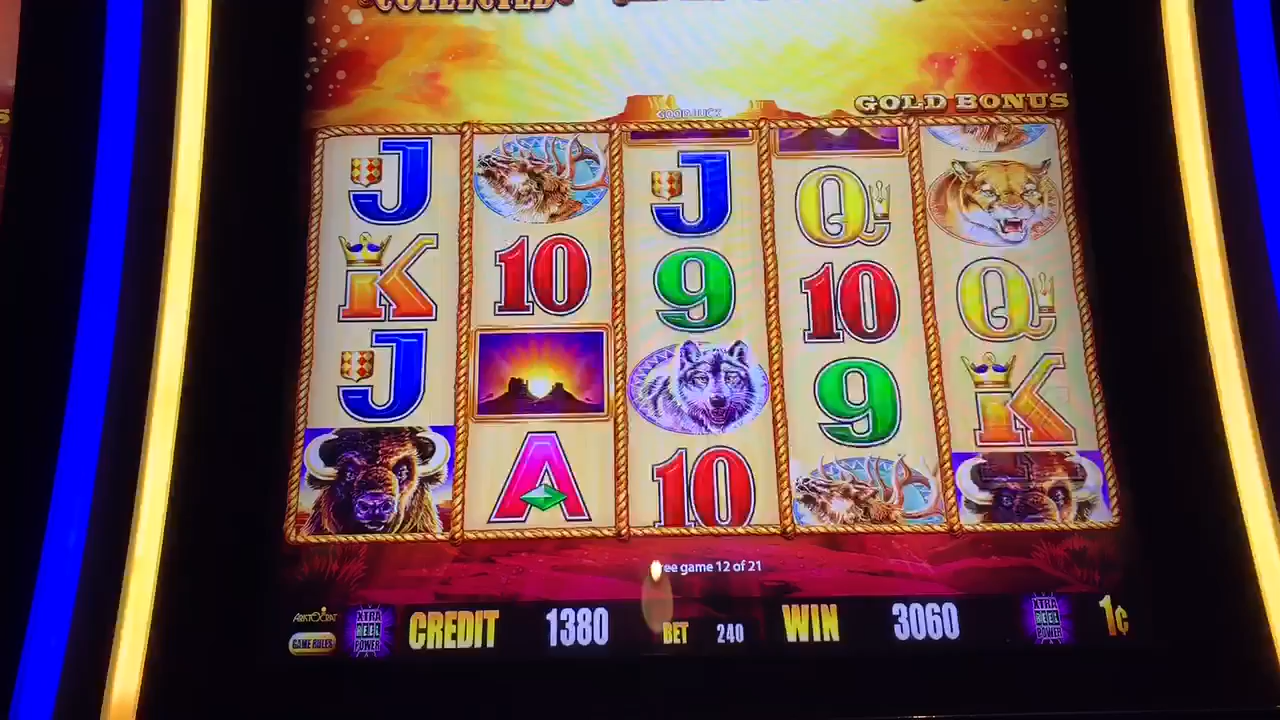 COLLECTED
GOOD LUCK
GOLD BONUS
J J Q
K 10 9 10 Q
J 9 K
A 10
ree game 12 of 21
ARISTOCRAT
GAME RULES
XTRA REEL POWER
CREDIT 1380 BET 240 WIN 3060
XTRA REEL POWER
1¢